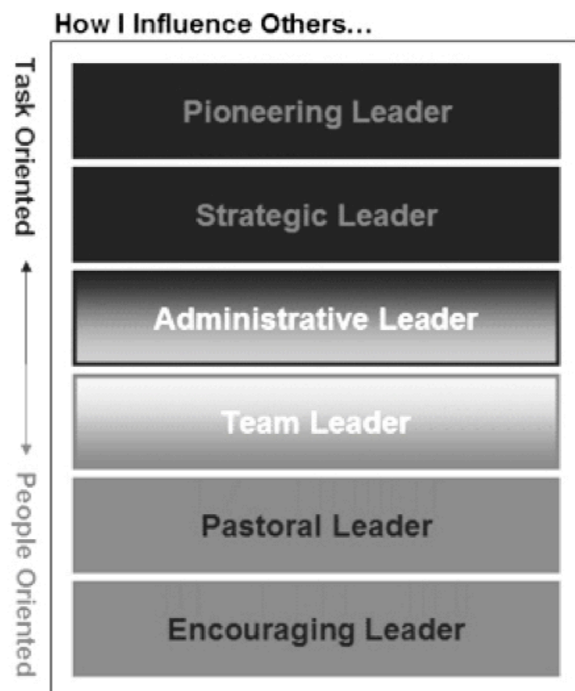 How I Influence Others...
Task Oriented
People Oriented
Pioneering Leader
Strategic Leader
Administrative Leader
Team Leader
Pastoral Leader
Encouraging Leader